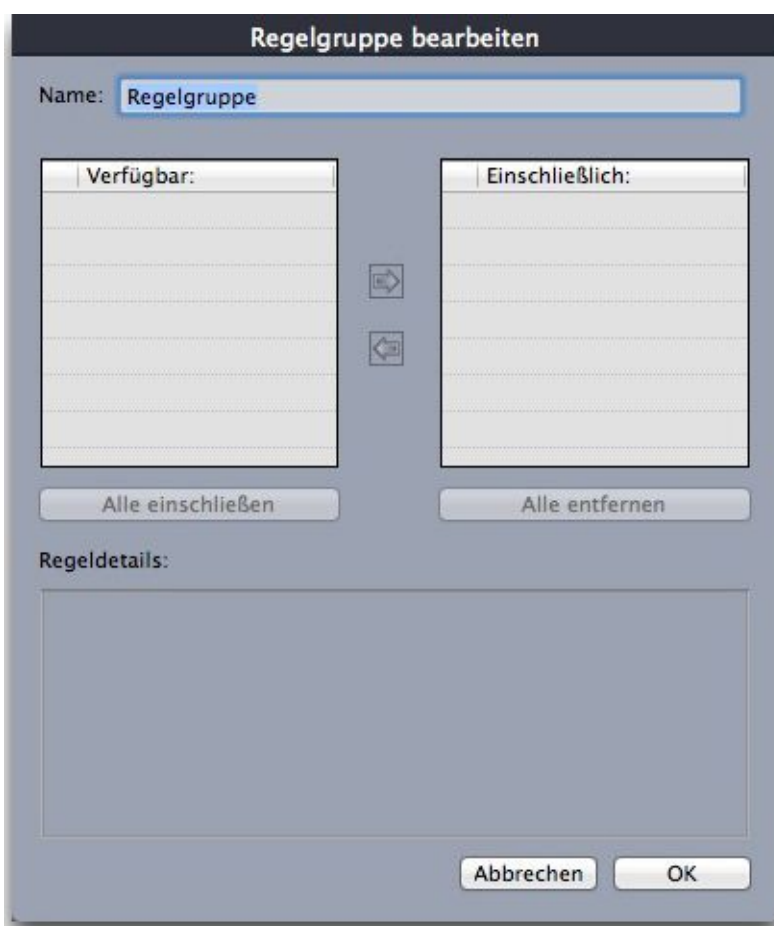 Regelgruppe bearbeiten
Name: Regelgruppe
Verfügbar: Einschließlich:
Alle einschließen Alle entfernen
Regeldetails:
Abbrechen OK